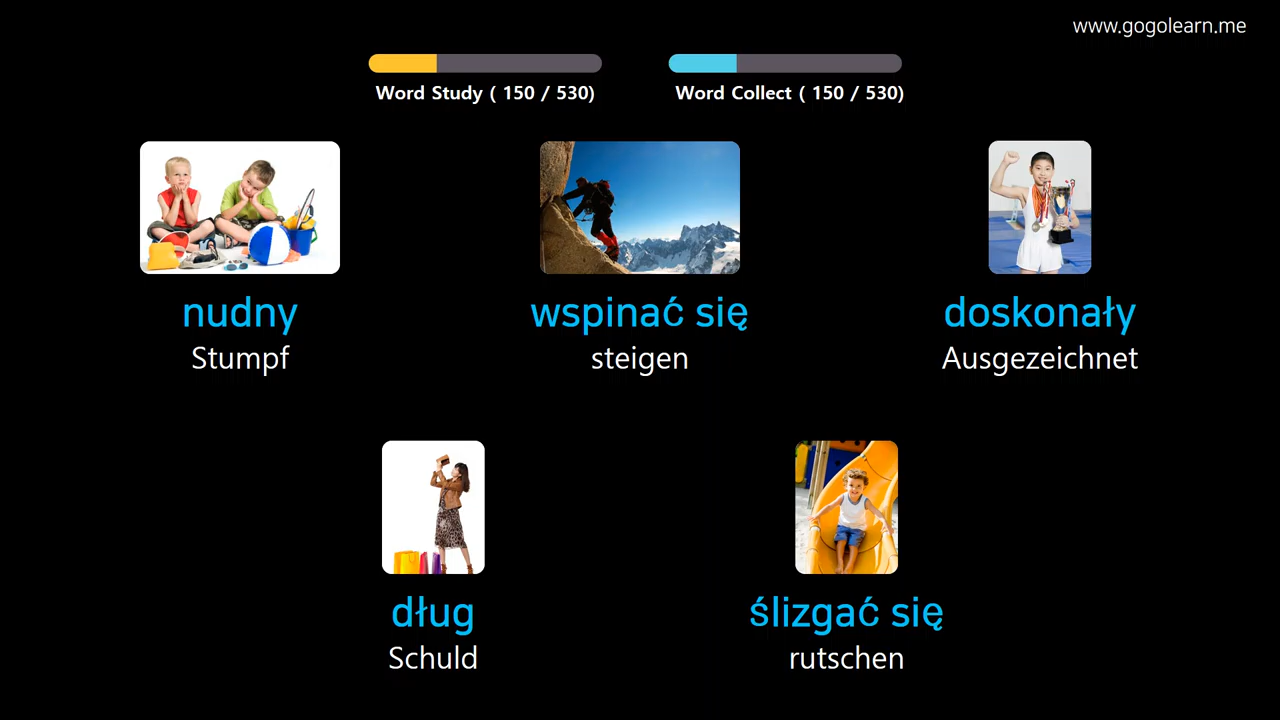 www.gogolearn.me
Word Study ( 150 / 530)
Word Collect ( 150 / 530)
nudny
Stumpf
wspinać się
steigen
doskonały
Ausgezeichnet
dług
Schuld
ślizgać się
rutschen